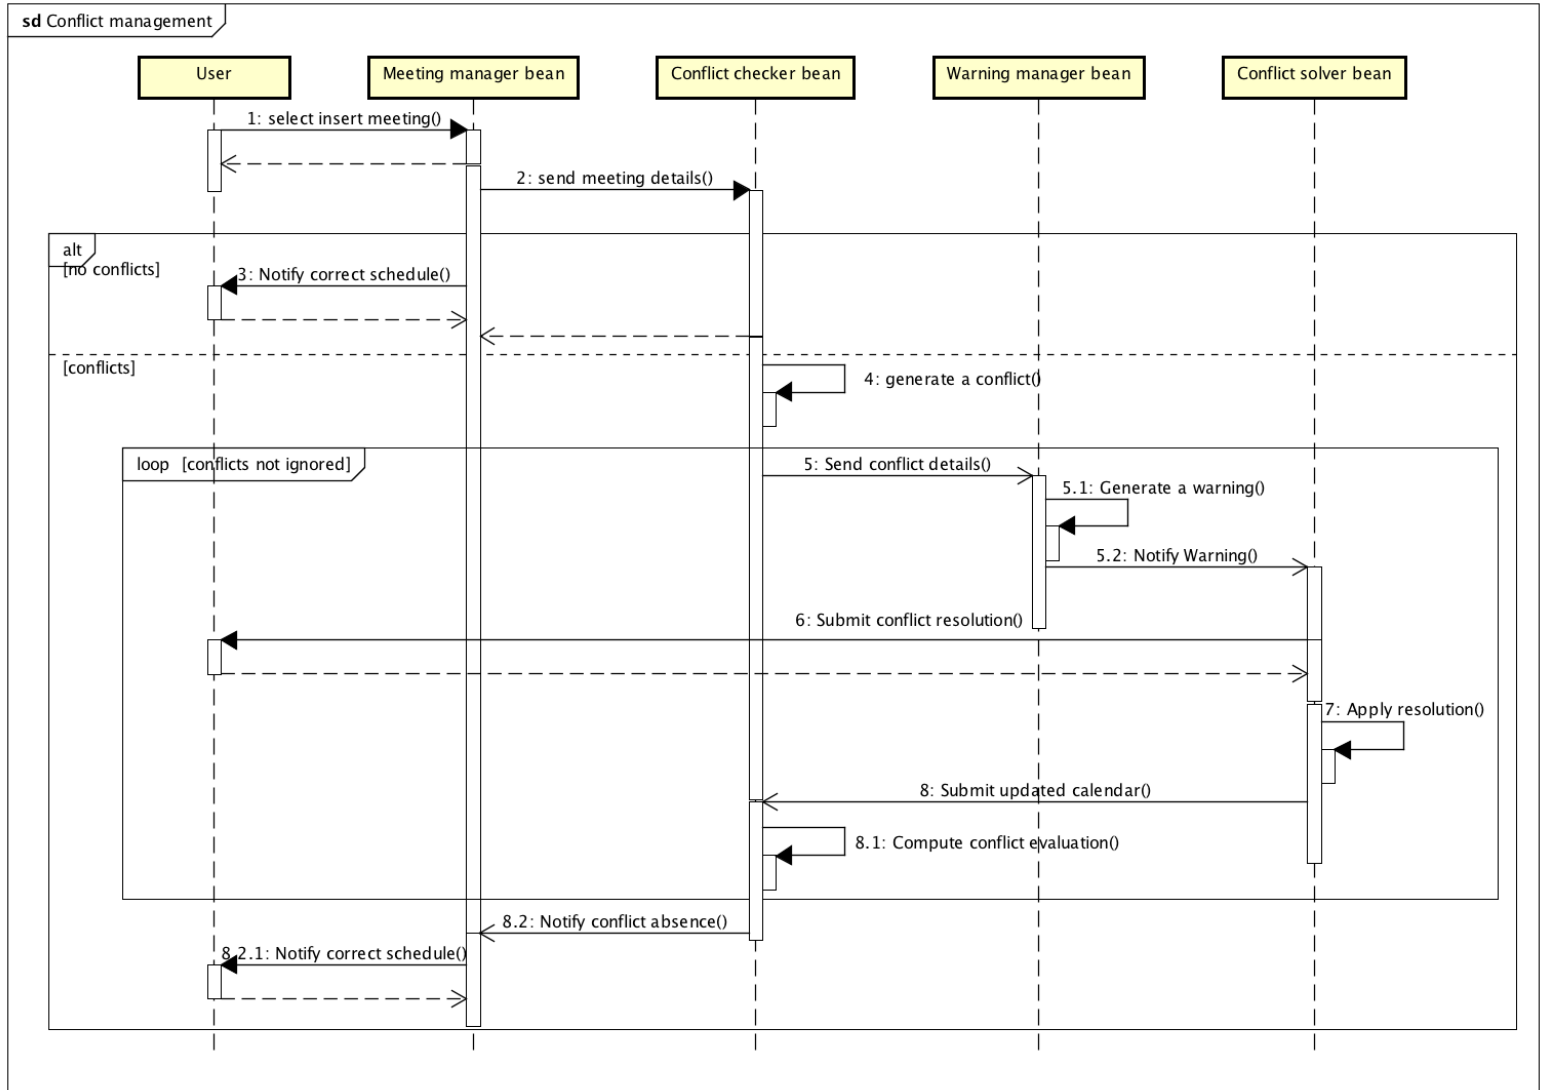 sd Conflict management
User
Meeting manager bean
Conflict checker bean
Warning manager bean
Conflict solver bean
1: select insert meeting()
2: send meeting details()
alt
[no conflicts]
3: Notify correct schedule()
[conflicts]
4: generate a conflict()
loop [conflicts not ignored]
5: Send conflict details()
5.1: Generate a warning()
5.2: Notify Warning()
6: Submit conflict resolution()
7: Apply resolution()
8: Submit updated calendar()
8.1: Compute conflict evaluation()
8.2: Notify conflict absence()
8.2.1: Notify correct schedule()